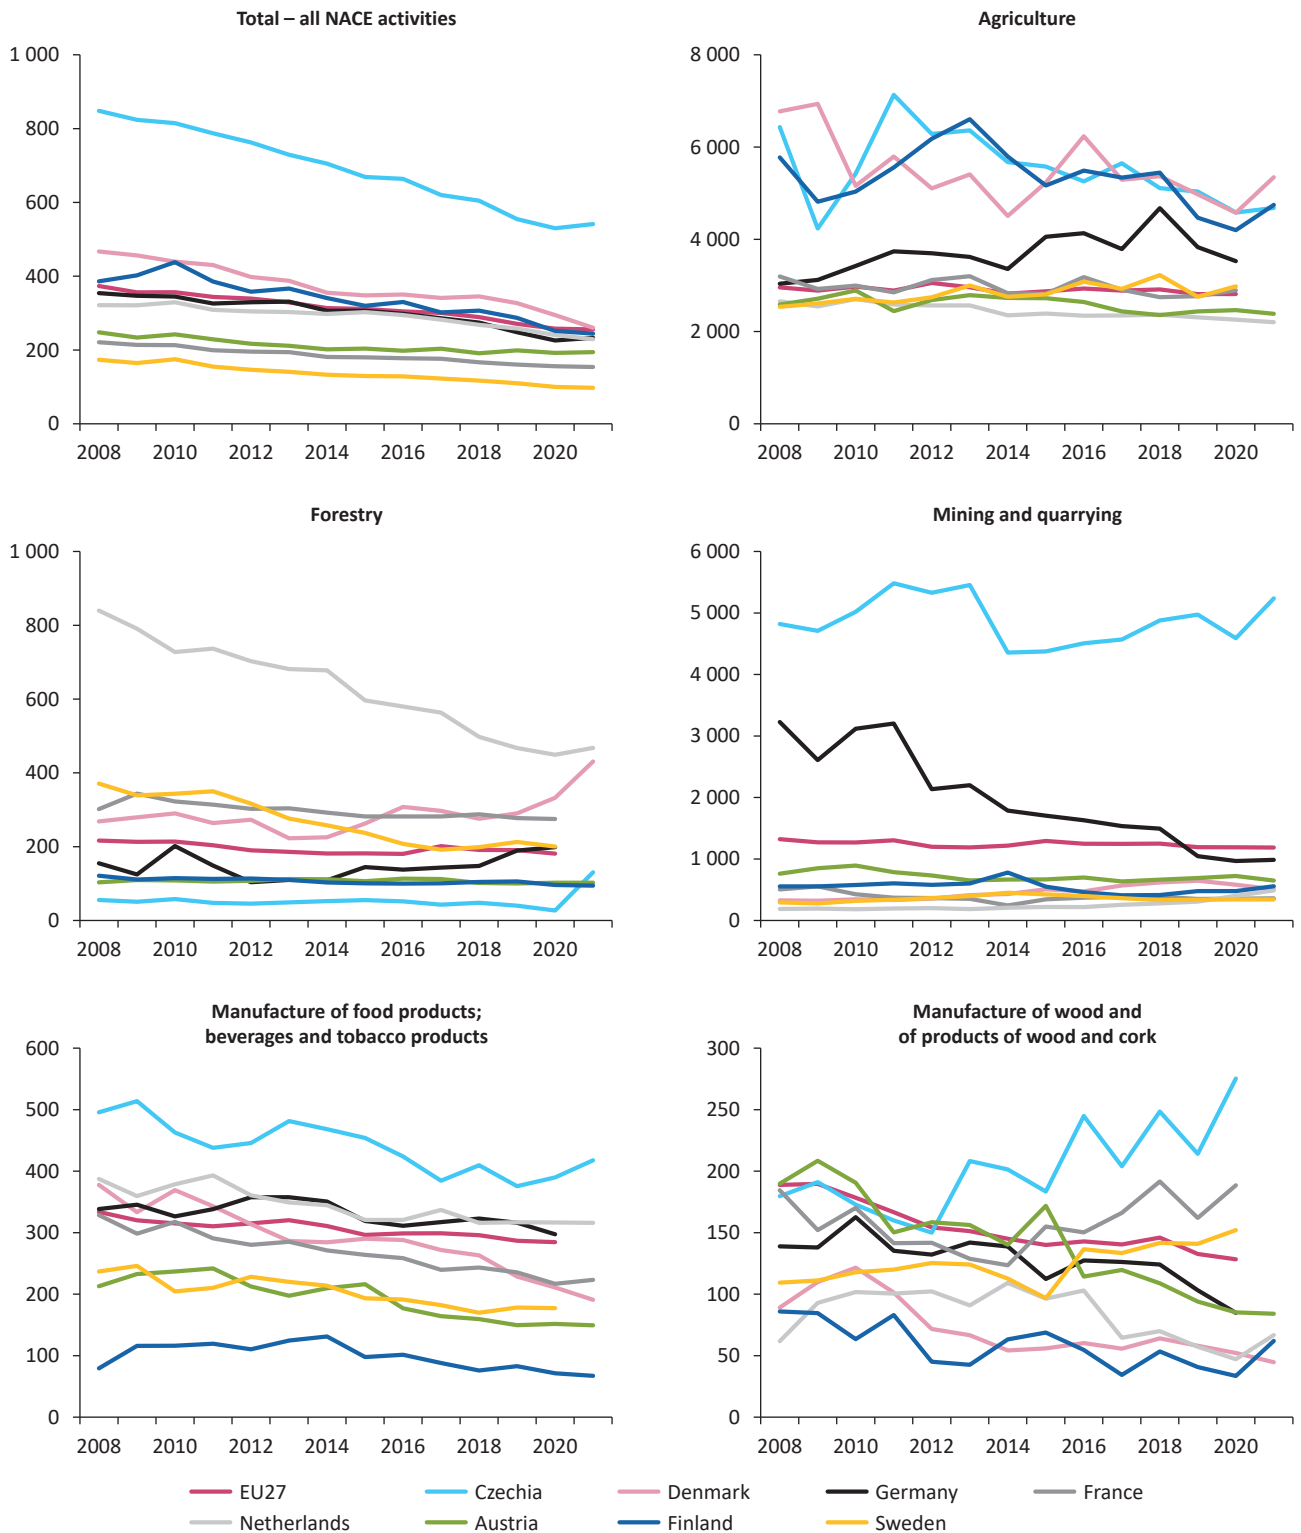 Total – all NACE activities
1 000
800
600
400
200
0
2008 2010 2012 2014 2016 2018 2020
Agriculture
8 000
6 000
4 000
2 000
0
2008 2010 2012 2014 2016 2018 2020
Forestry
1 000
800
600
400
200
0
2008 2010 2012 2014 2016 2018 2020
Mining and quarrying
6 000
5 000
4 000
3 000
2 000
1 000
0
2008 2010 2012 2014 2016 2018 2020
Manufacture of food products;
beverages and tobacco products
600
500
400
300
200
100
0
2008 2010 2012 2014 2016 2018 2020
Manufacture of wood and
of products of wood and cork
300
250
200
150
100
50
0
2008 2010 2012 2014 2016 2018 2020
EU27 Czechia Denmark Germany France
Netherlands Austria Finland Sweden